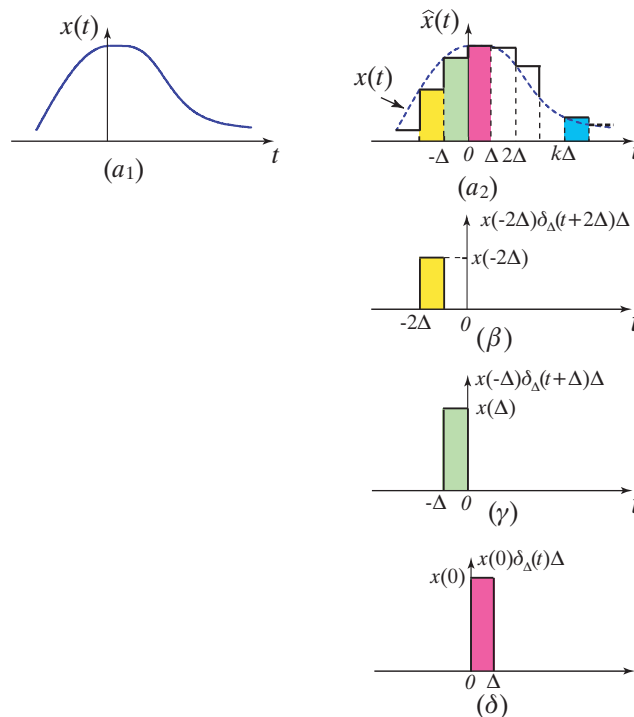 x(t)
t
(a₁)
x̂(t)
x(t)
-Δ 0 Δ 2Δ kΔ t
(a₂)
x(-2Δ)δ_Δ(t+2Δ)Δ
x(-2Δ)
-2Δ 0 t
(β)
x(-Δ)δ_Δ(t+Δ)Δ
x(Δ)
-Δ 0 t
(γ)
x(0)δ_Δ(t)Δ
x(0)
0 Δ
(δ)